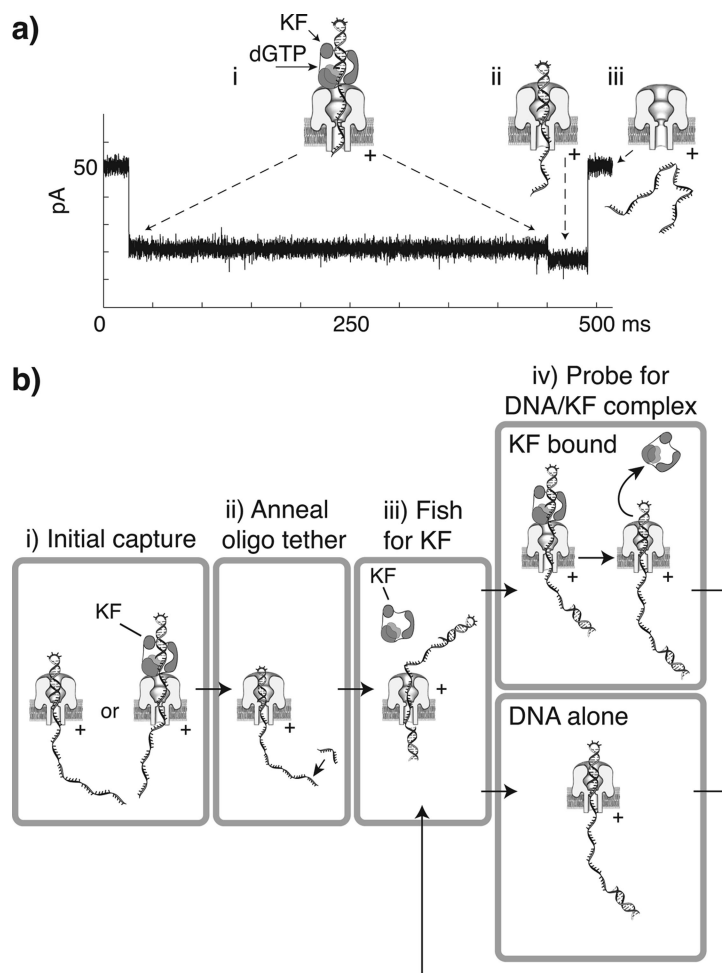 a)
KF
dGTP
i
ii
iii
+
+
+
50
pA
0
250
500 ms
b)
iv) Probe for
DNA/KF complex
KF bound
ii) Anneal
oligo tether
iii) Fish
for KF
i) Initial capture
KF
KF
+
+
or
+
+
+
+
+
DNA alone
+